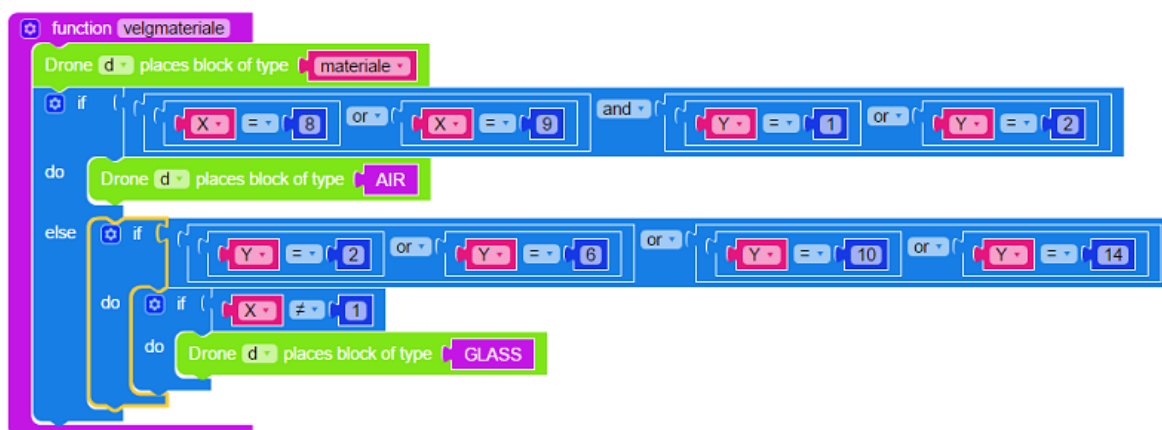 function velgmateriale
Drone d places block of type materiale
if X = 8 or X = 9 and Y = 1 or Y = 2
do Drone d places block of type AIR
else if Y = 2 or Y = 6 or Y = 10 or Y = 14
do if X ≠ 1
do Drone d places block of type GLASS